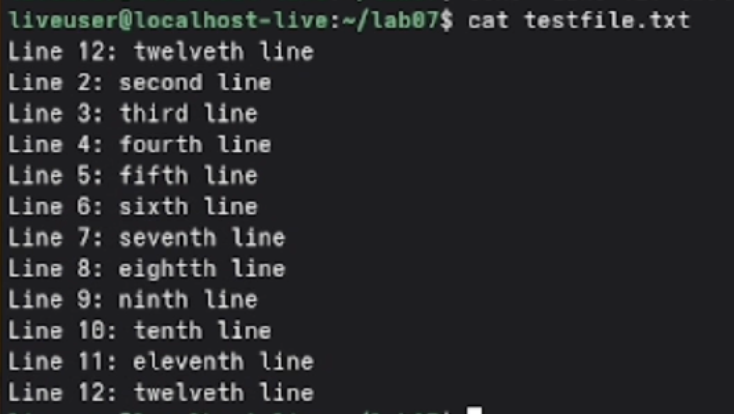 liveuser@localhost-live:~/lab07$ cat testfile.txt
Line 12: twelveth line
Line 2: second line
Line 3: third line
Line 4: fourth line
Line 5: fifth line
Line 6: sixth line
Line 7: seventh line
Line 8: eightth line
Line 9: ninth line
Line 10: tenth line
Line 11: eleventh line
Line 12: twelveth line